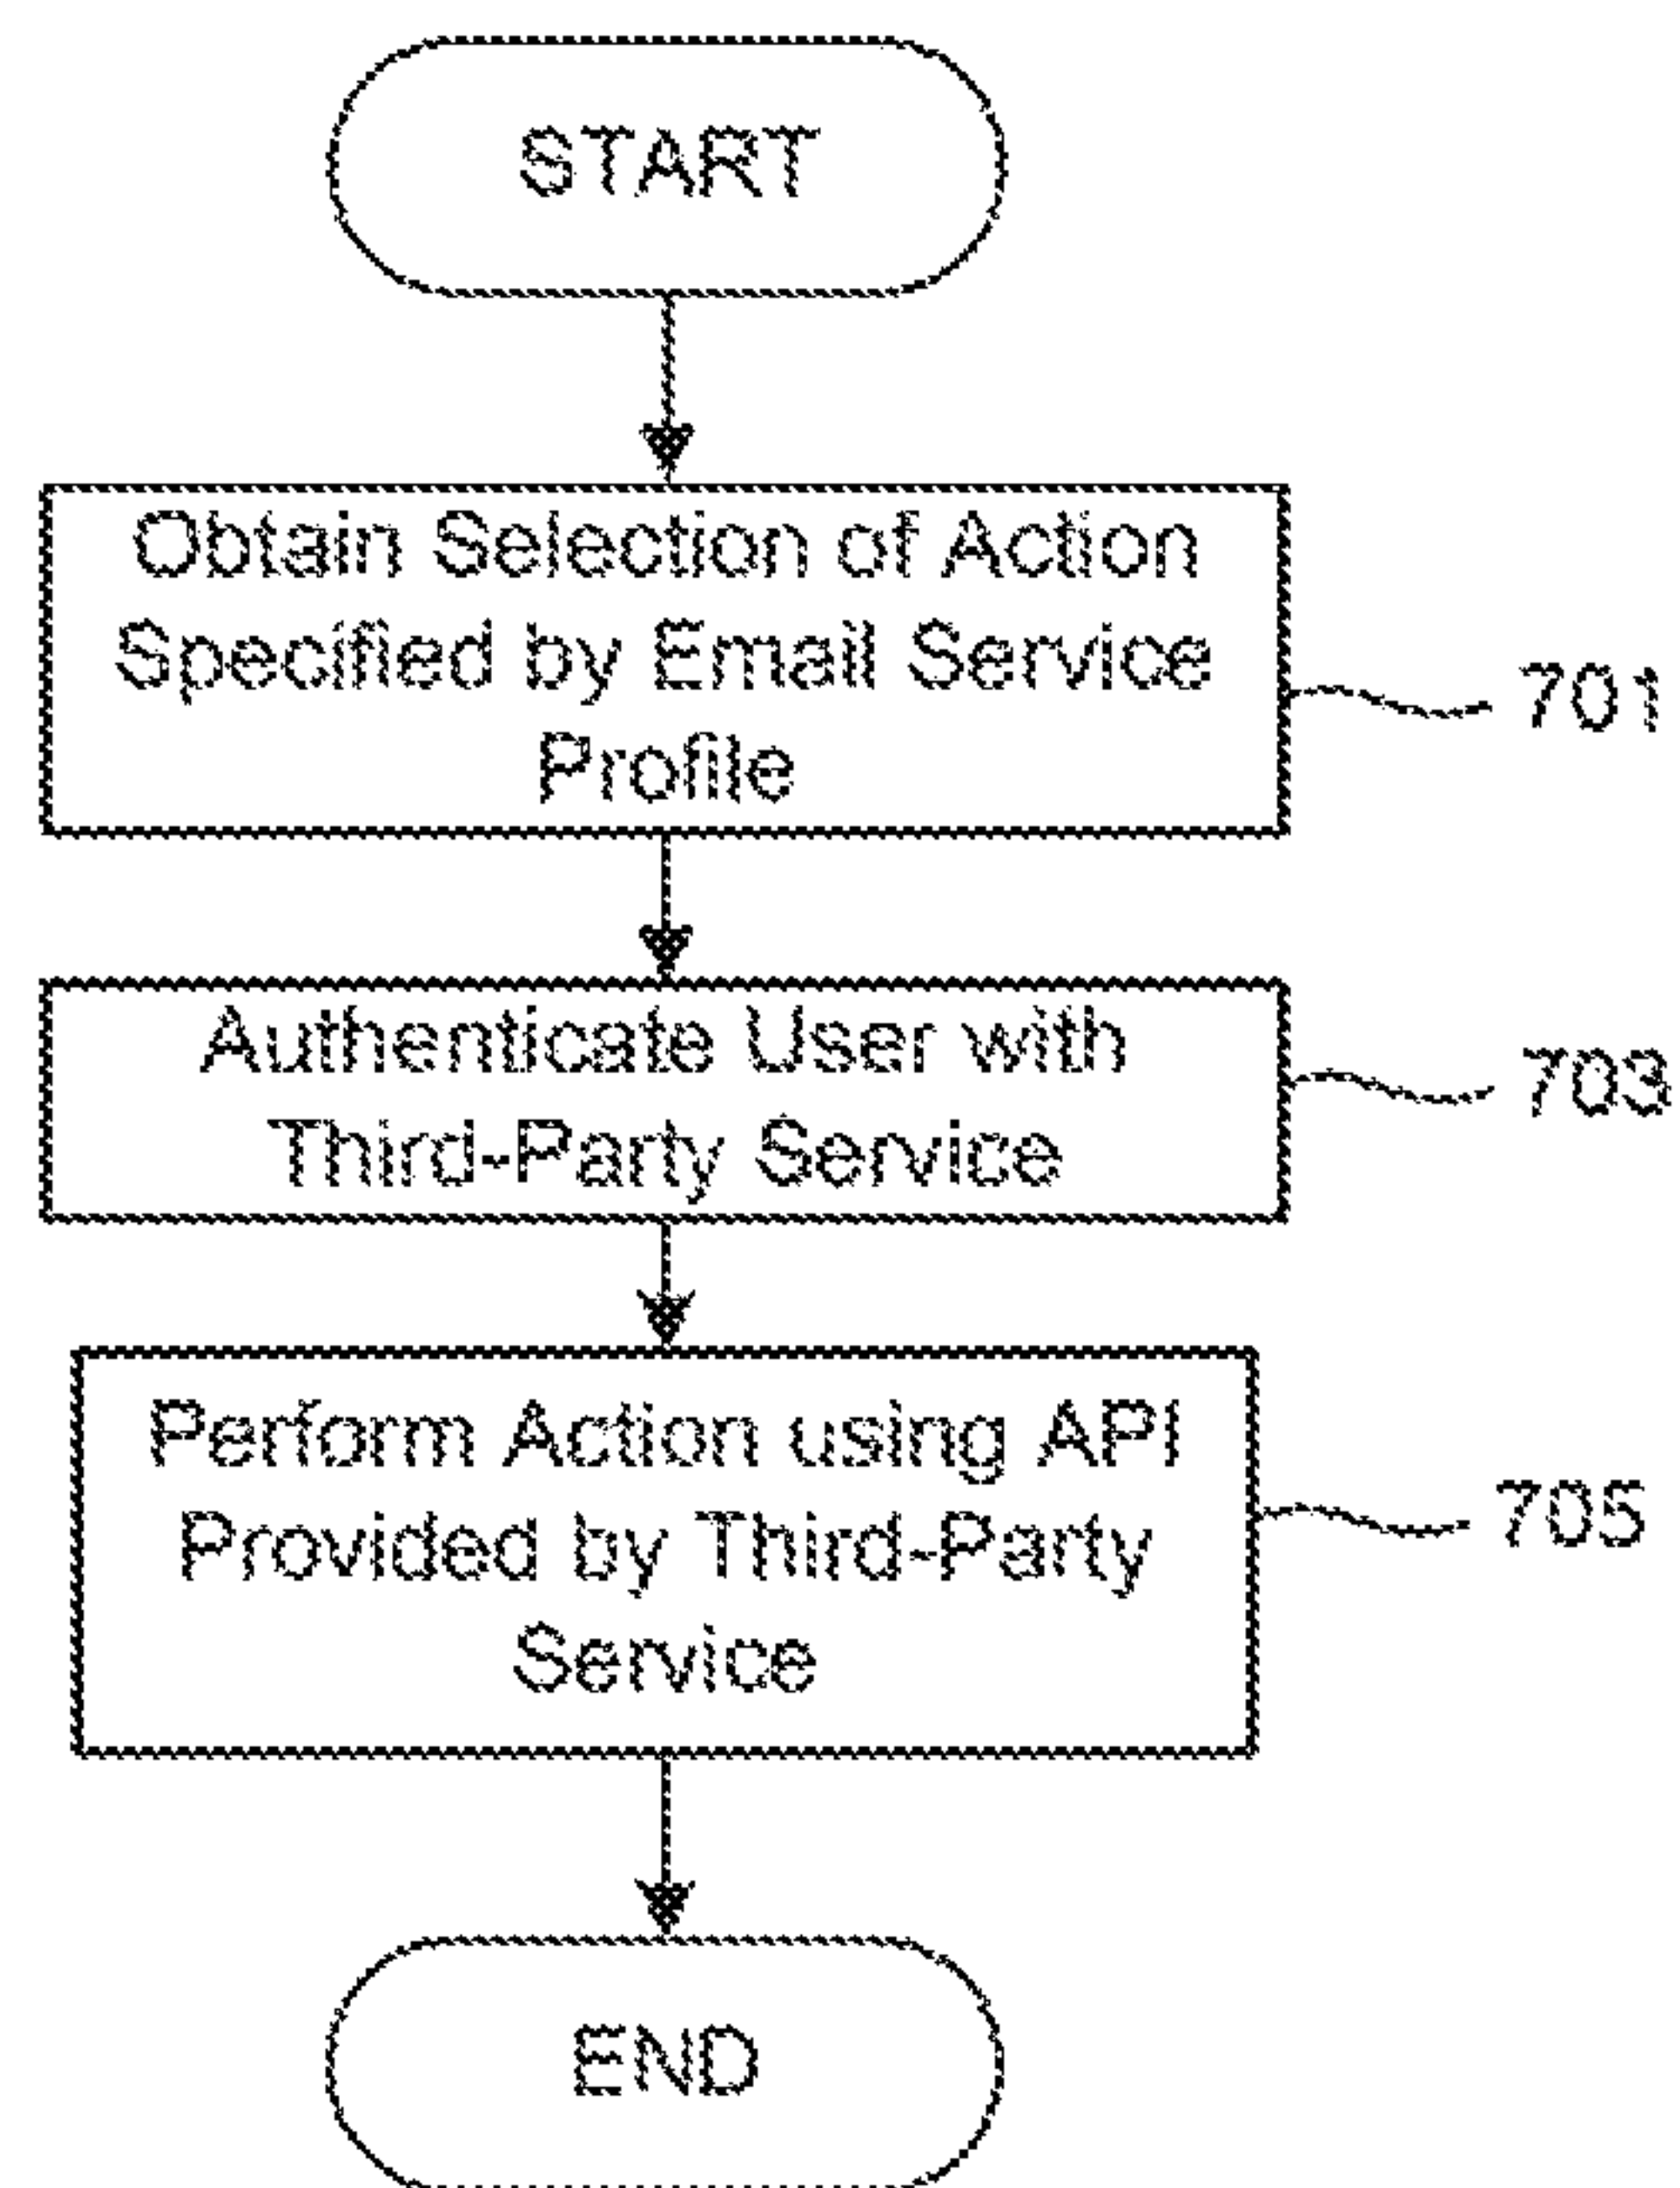 START
Obtain Selection of Action
Specified by Email Service
Profile
701
Authenticate User with
Third-Party Service
703
Perform Action using API
Provided by Third-Party
Service
705
END